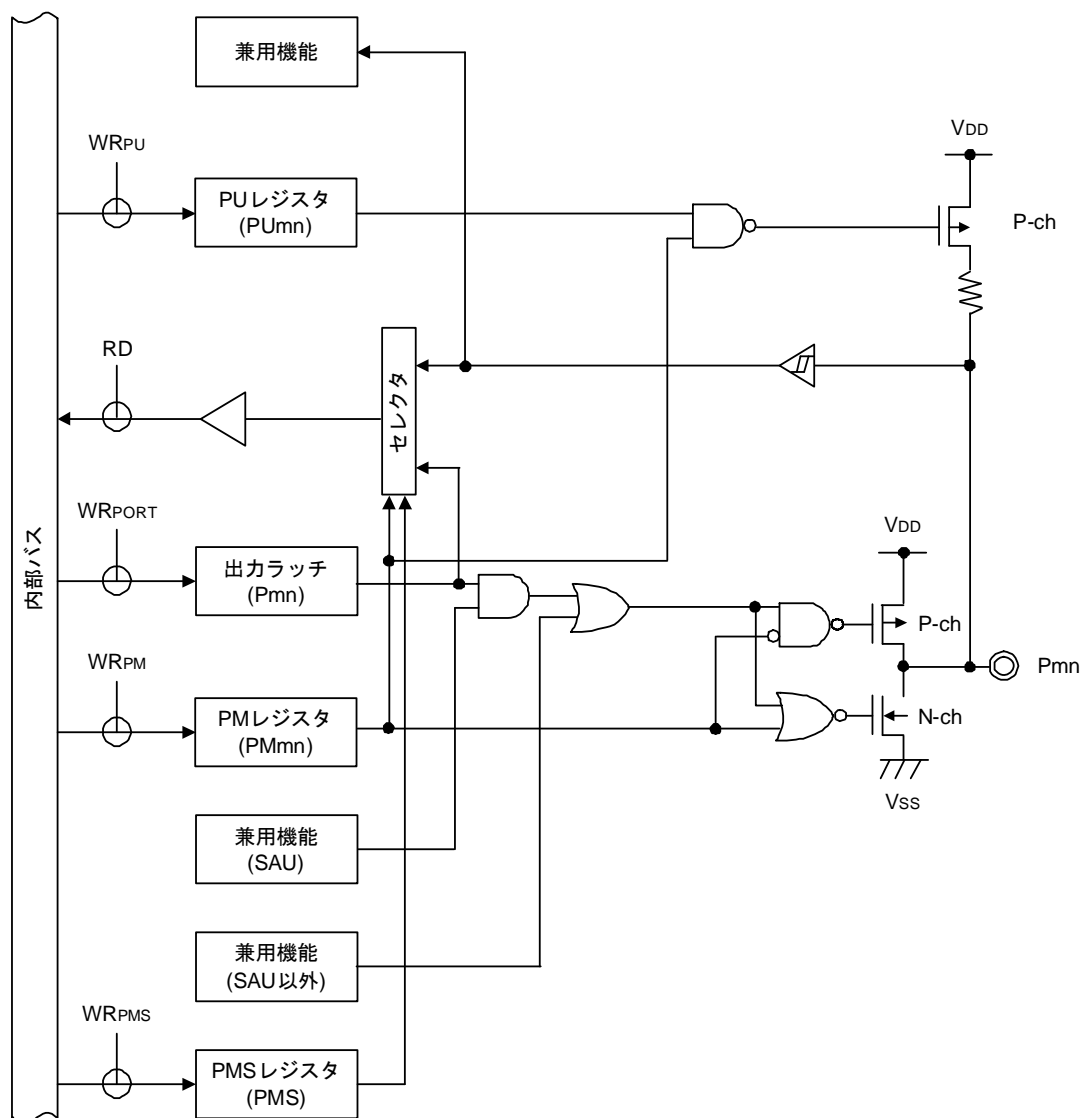 兼用機能
WRPU
PUレジスタ
(PUmn)
VDD
P-ch
RD
セレクタ
WRPORT
出力ラッチ
(Pmn)
内部バス
VDD
P-ch
Pmn
WRPM
PMレジスタ
(PMmn)
N-ch
VSS
兼用機能
(SAU)
兼用機能
(SAU以外)
WRPMS
PMSレジスタ
(PMS)